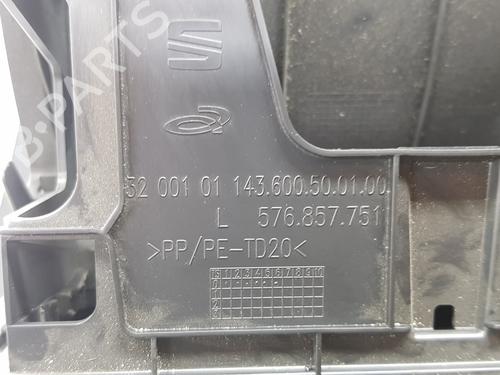 B-PARTS
32 001 01 143.600.50.01.00
L 576.857.751
>PP/PE-TD20<